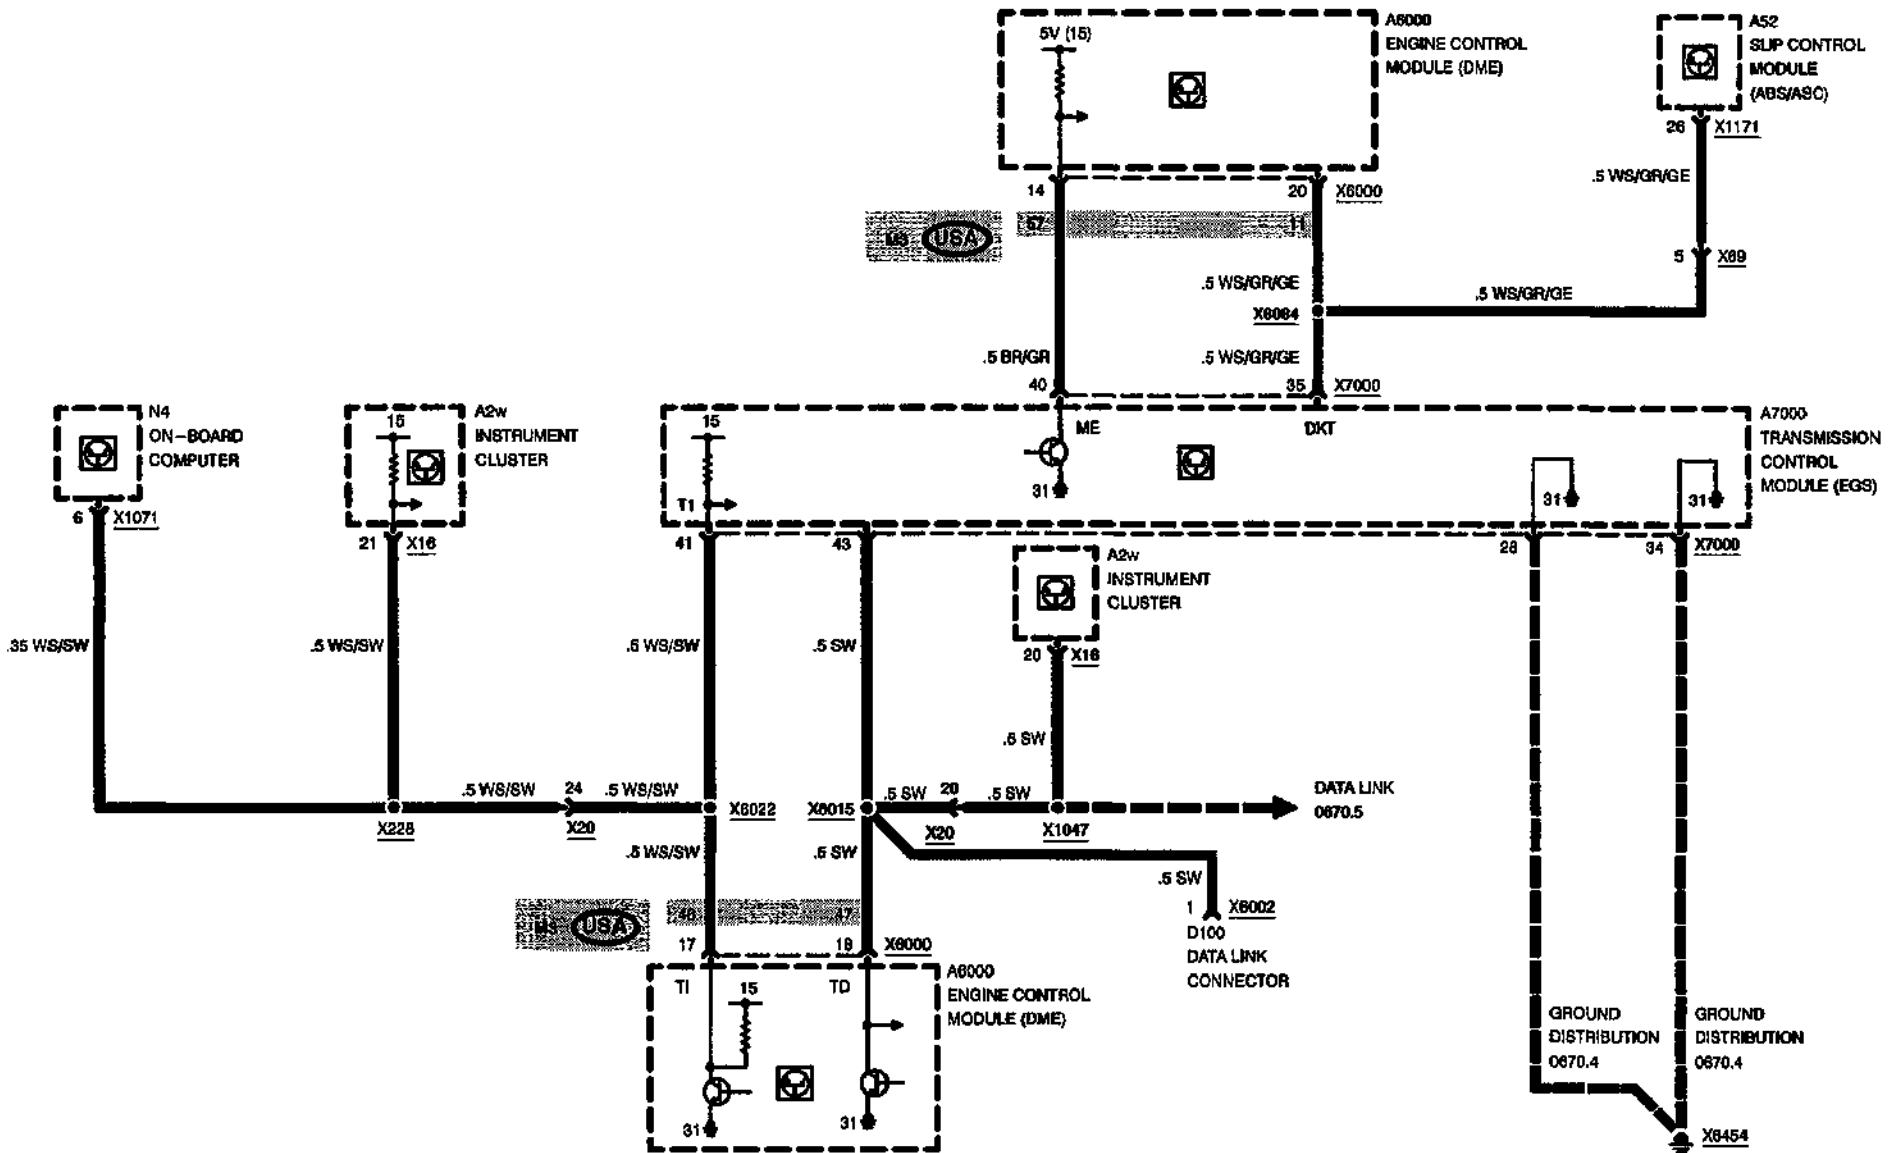 A6000
ENGINE CONTROL
MODULE (DME)
5V (15)
A52
SLIP CONTROL
MODULE
(ABS/ASC)
26 X1171
14
20 X6000
.5 WS/GR/GE
M3 USA 57 11
5 X69
.5 WS/GR/GE
.5 WS/GR/GE
X6064
.5 BR/GR
.5 WS/GR/GE
40
35 X7000
N4
ON-BOARD
COMPUTER
15
A2w
INSTRUMENT
CLUSTER
15
ME
DKT
A7000
TRANSMISSION
CONTROL
MODULE (EGS)
T1
31
31
31
6 X1071
21 X16
41
43
28
34 X7000
A2w
INSTRUMENT
CLUSTER
20 X16
.35 WS/SW
.5 WS/SW
.5 WS/SW
.5 SW
.5 SW
.5 WS/SW
24
.5 WS/SW
.5 SW
20
.5 SW
X228
X20
X6022
X6015
X20
X1047
DATA LINK
0670.5
.5 WS/SW
.5 SW
.5 SW
1 X6002
D100
DATA LINK
CONNECTOR
M3 USA 47
17
18 X6000
TI
15
TD
A6000
ENGINE CONTROL
MODULE (DME)
31
31
GROUND
DISTRIBUTION
0670.4
GROUND
DISTRIBUTION
0670.4
X6454